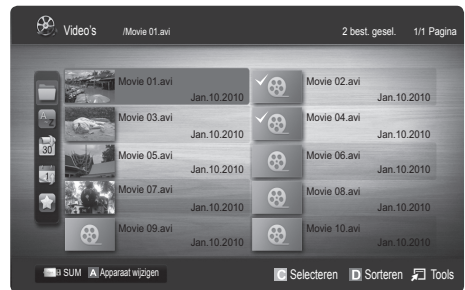 Video's /Movie 01.avi 2 best. gesel. 1/1 Pagina
Movie 01.avi Movie 02.avi
Jan.10.2010 Jan.10.2010
Movie 03.avi Movie 04.avi
Jan.10.2010 Jan.10.2010
Movie 05.avi Movie 06.avi
Jan.10.2010 Jan.10.2010
Movie 07.avi Movie 08.avi
Jan.10.2010 Jan.10.2010
Movie 09.avi Movie 10.avi
Jan.10.2010 Jan.10.2010
SUM A Apparaat wijzigen C Selecteren D Sorteren Tools